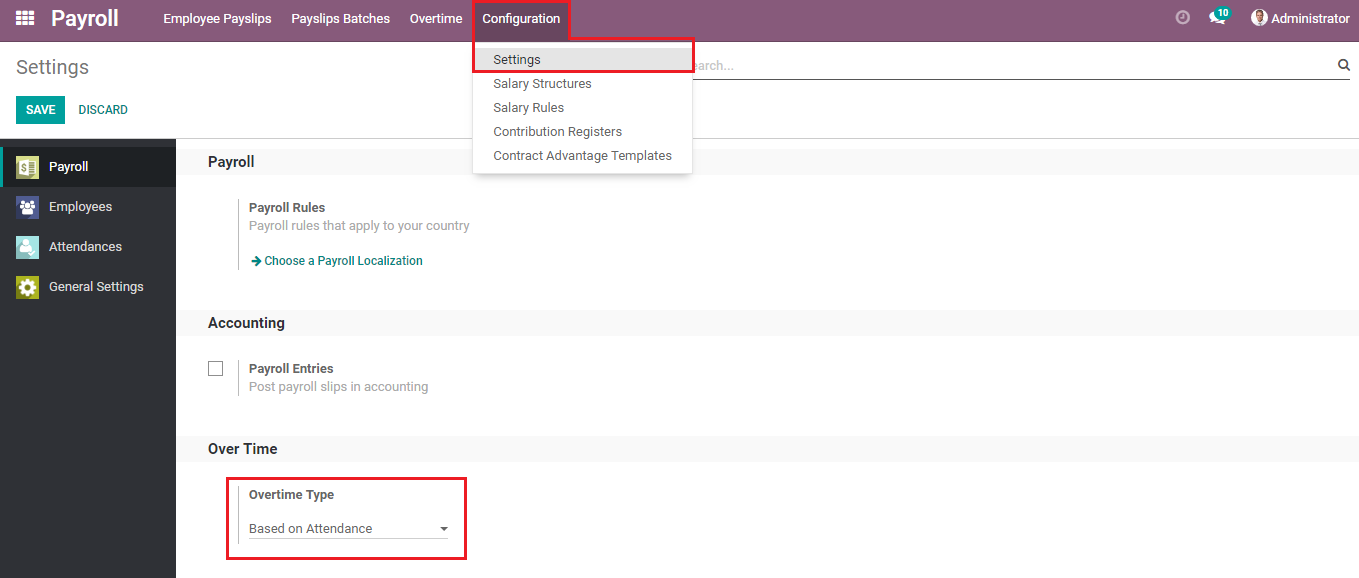 Payroll Employee Payslips Payslips Batches Overtime Configuration 10 Administrator
Settings
SAVE DISCARD
Settings
Salary Structures
Salary Rules
Contribution Registers
Contract Advantage Templates
Payroll
Employees
Attendances
General Settings
Payroll
Payroll Rules
Payroll rules that apply to your country
Choose a Payroll Localization
Accounting
Payroll Entries
Post payroll slips in accounting
Over Time
Overtime Type
Based on Attendance